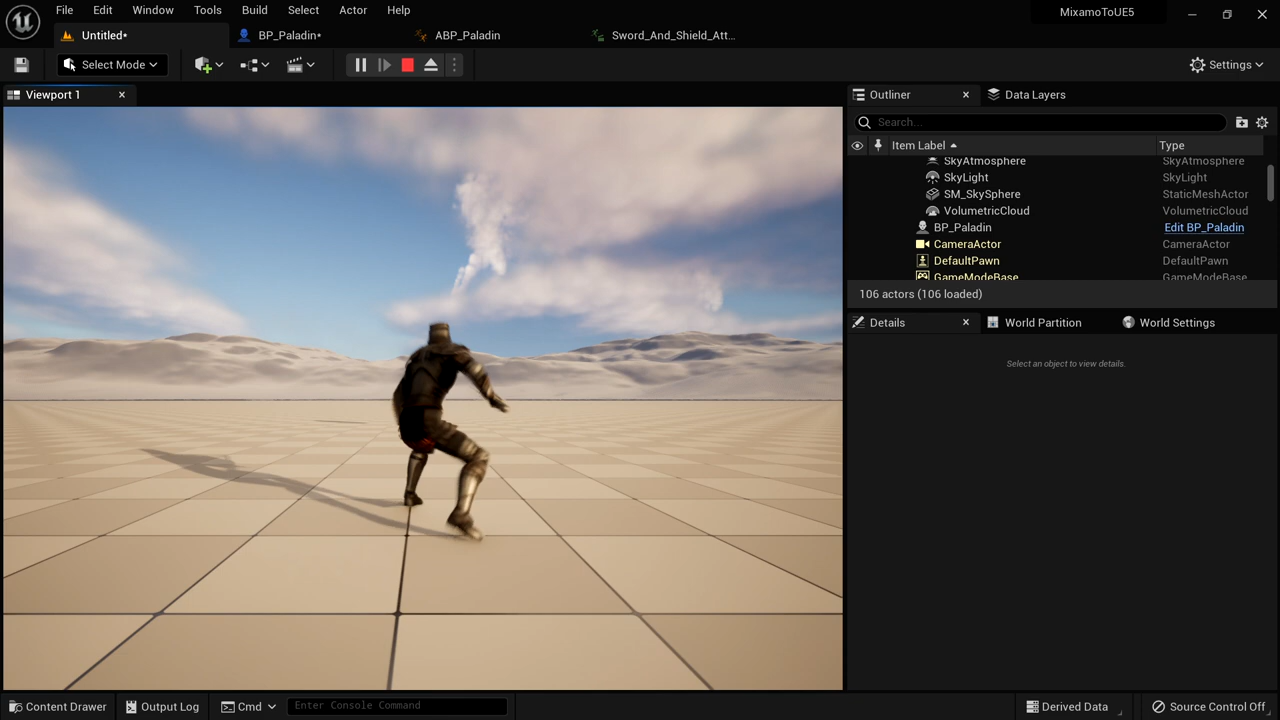 File Edit Window Tools Build Select Actor Help
MixamoToUE5
Untitled*
BP_Paladin*
ABP_Paladin
Sword_And_Shield_Att...
Select Mode
Settings
Viewport 1
Outliner
Data Layers
Search...
Item Label
Type
SkyAtmosphere SkyAtmosphere
SkyLight SkyLight
SM_SkySphere StaticMeshActor
VolumetricCloud VolumetricCloud
BP_Paladin Edit BP_Paladin
CameraActor CameraActor
DefaultPawn DefaultPawn
GameModeBase GameModeBase
106 actors (106 loaded)
Details
World Partition
World Settings
Select an object to view details.
Content Drawer
Output Log
Cmd
Enter Console Command
Derived Data
Source Control Off